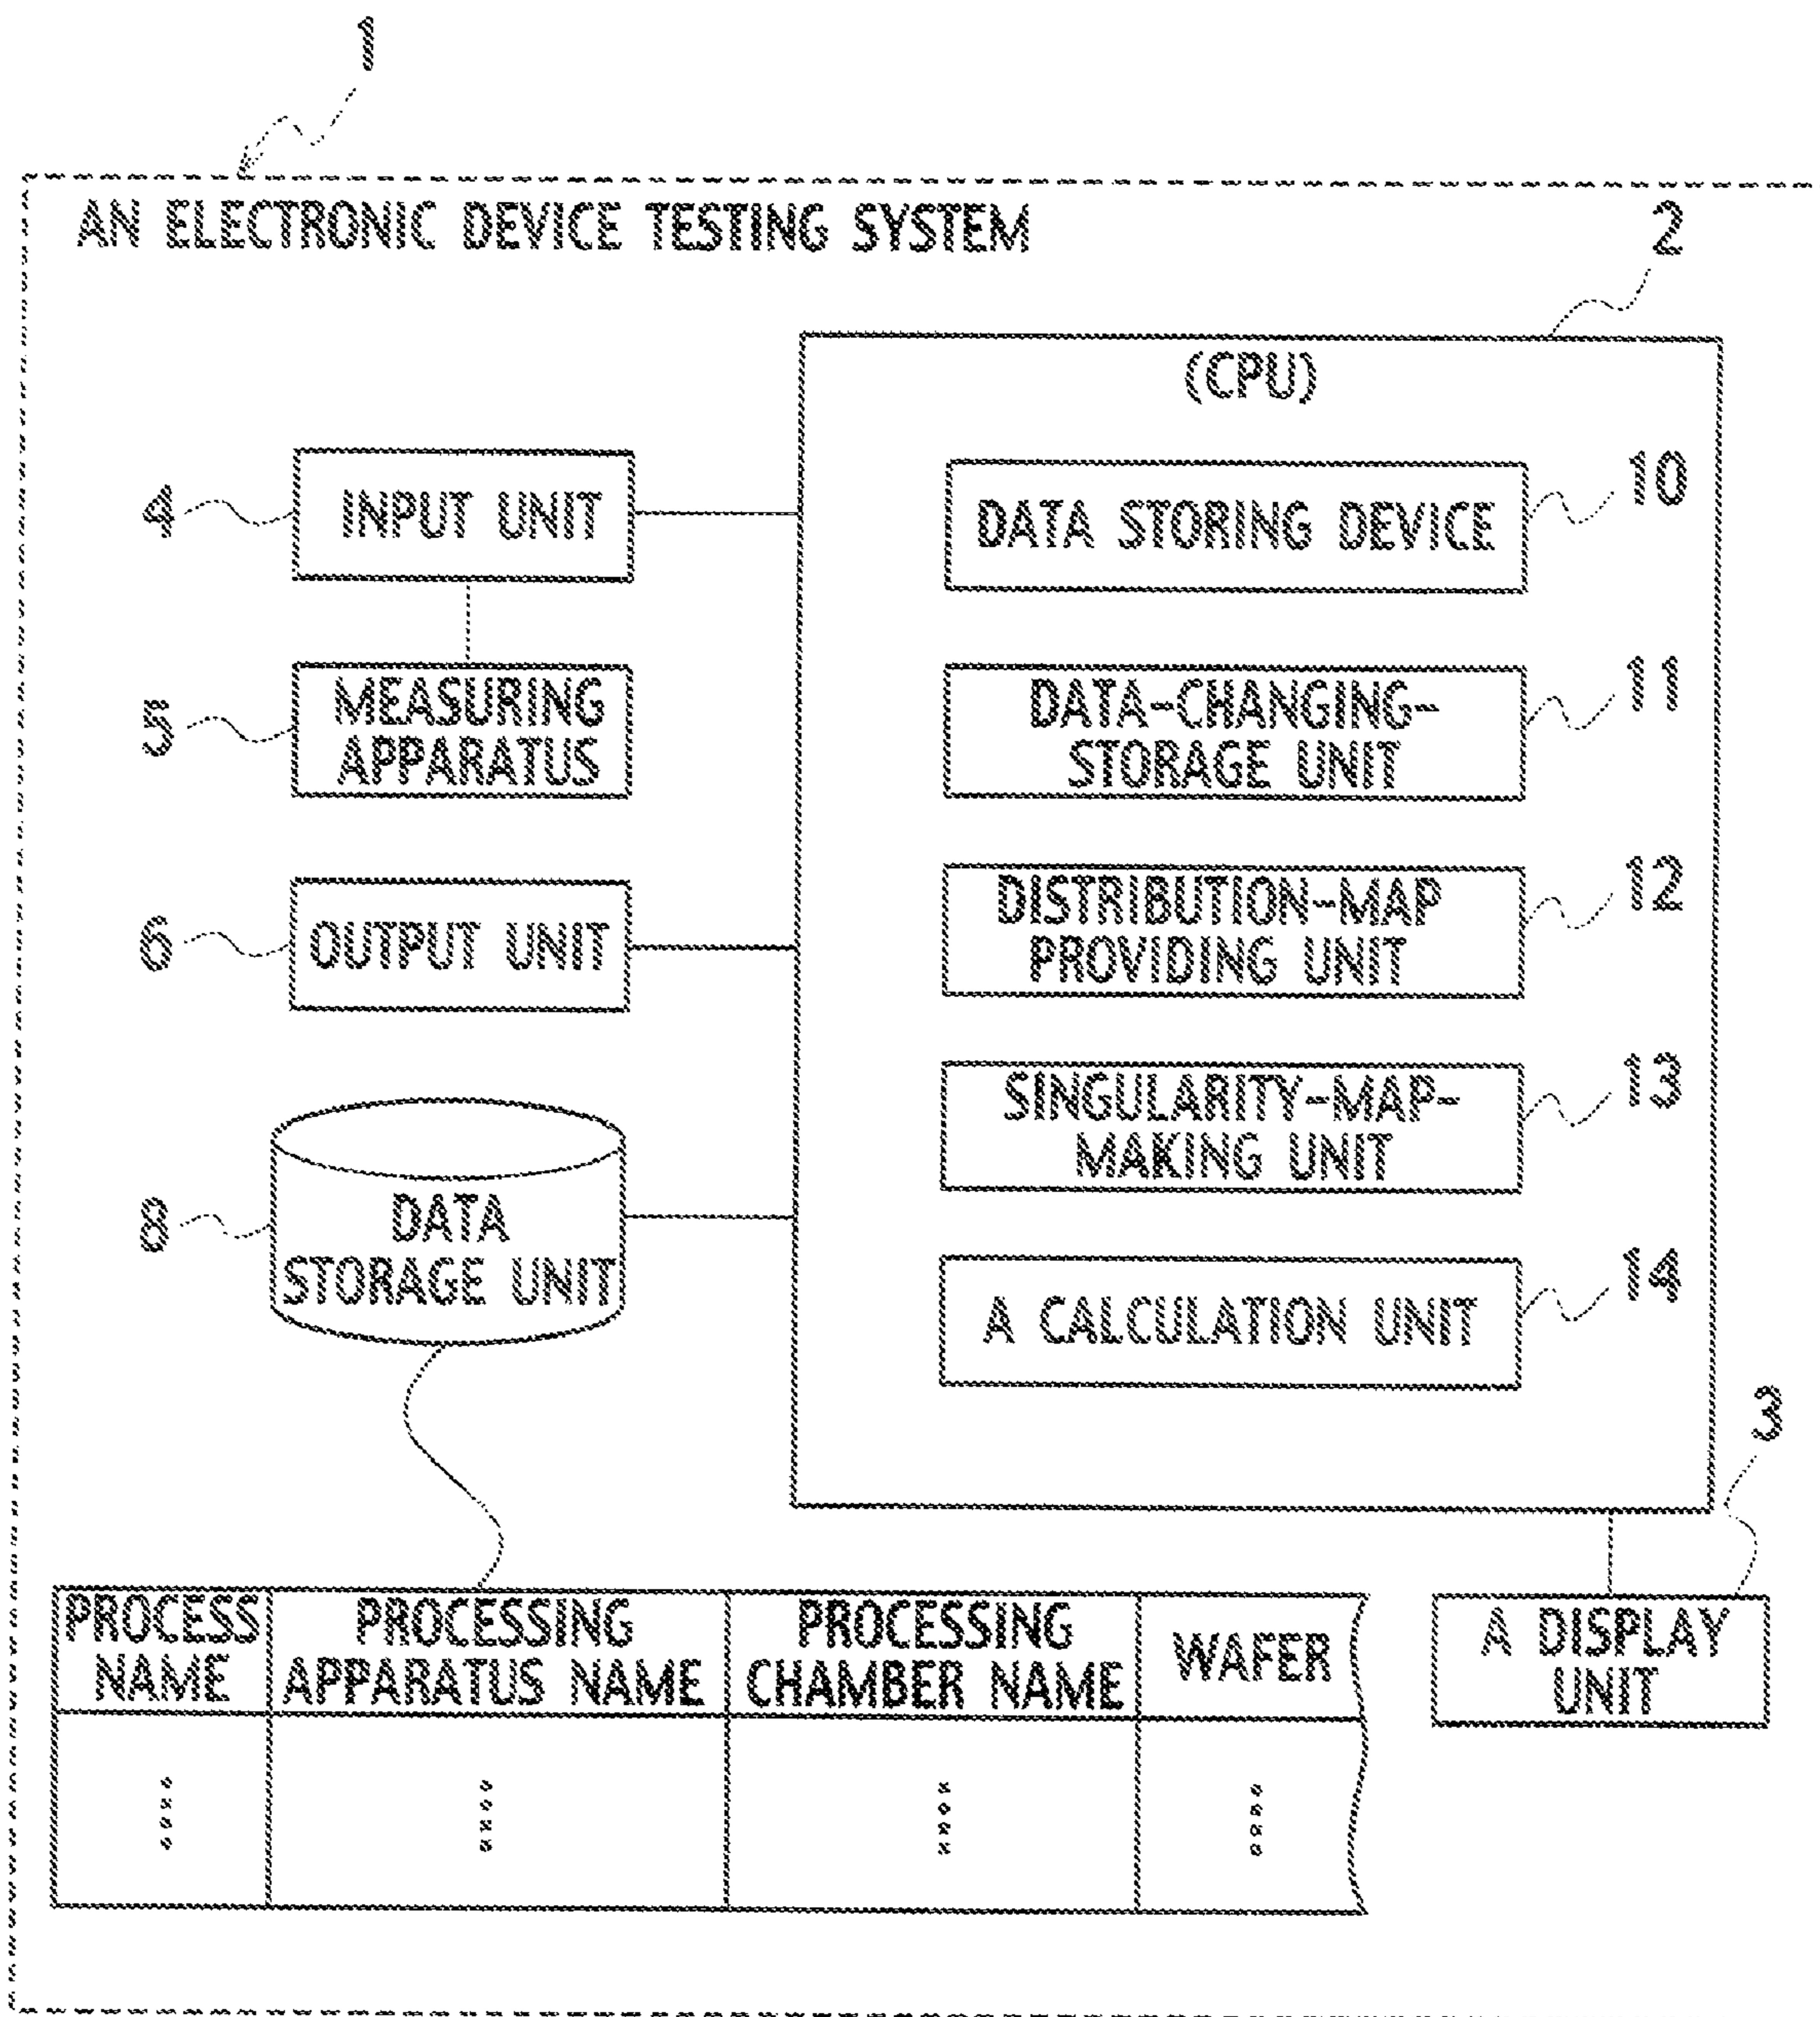 1
AN ELECTRONIC DEVICE TESTING SYSTEM
2
(CPU)
4
INPUT UNIT
DATA STORING DEVICE
10
5
MEASURING
APPARATUS
DATA-CHANGING-
STORAGE UNIT
11
6
OUTPUT UNIT
DISTRIBUTION-MAP
PROVIDING UNIT
12
SINGULARITY-MAP-
MAKING UNIT
13
8
DATA
STORAGE UNIT
A CALCULATION UNIT
14
3
PROCESS
NAME
PROCESSING
APPARATUS NAME
PROCESSING
CHAMBER NAME
WAFER
A DISPLAY
UNIT